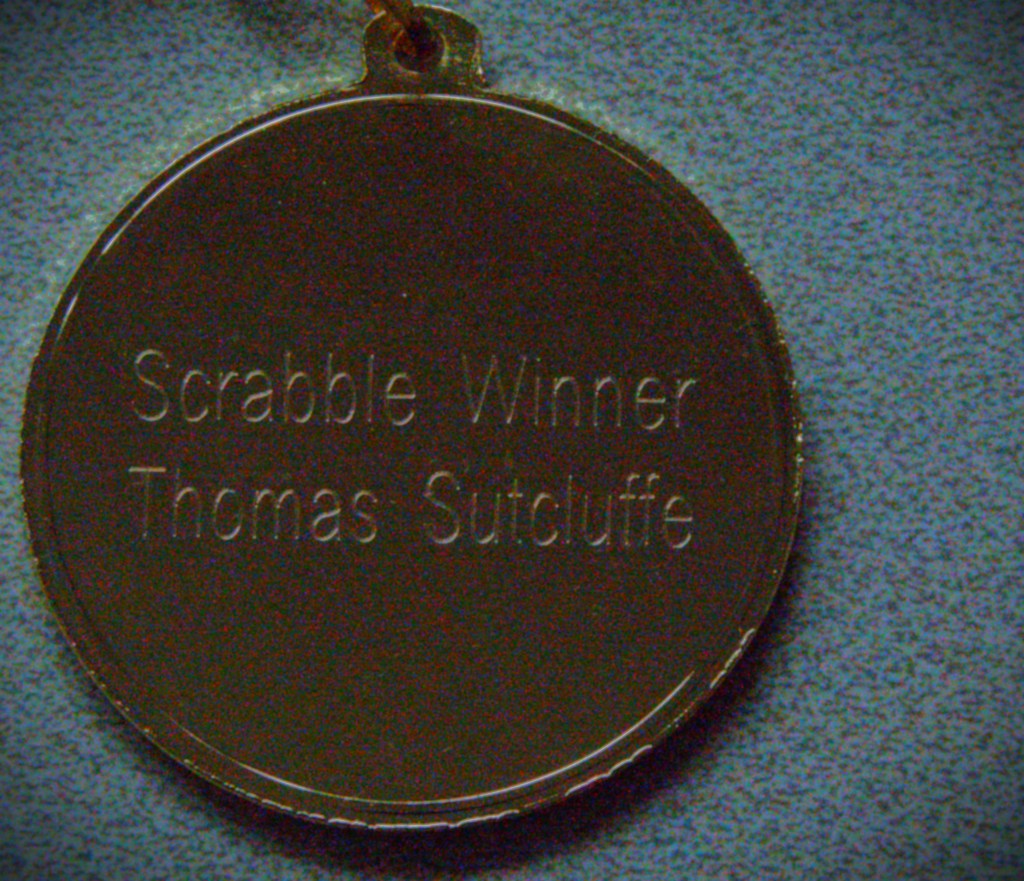 Scrabble Winner
Thomas Sutcluffe